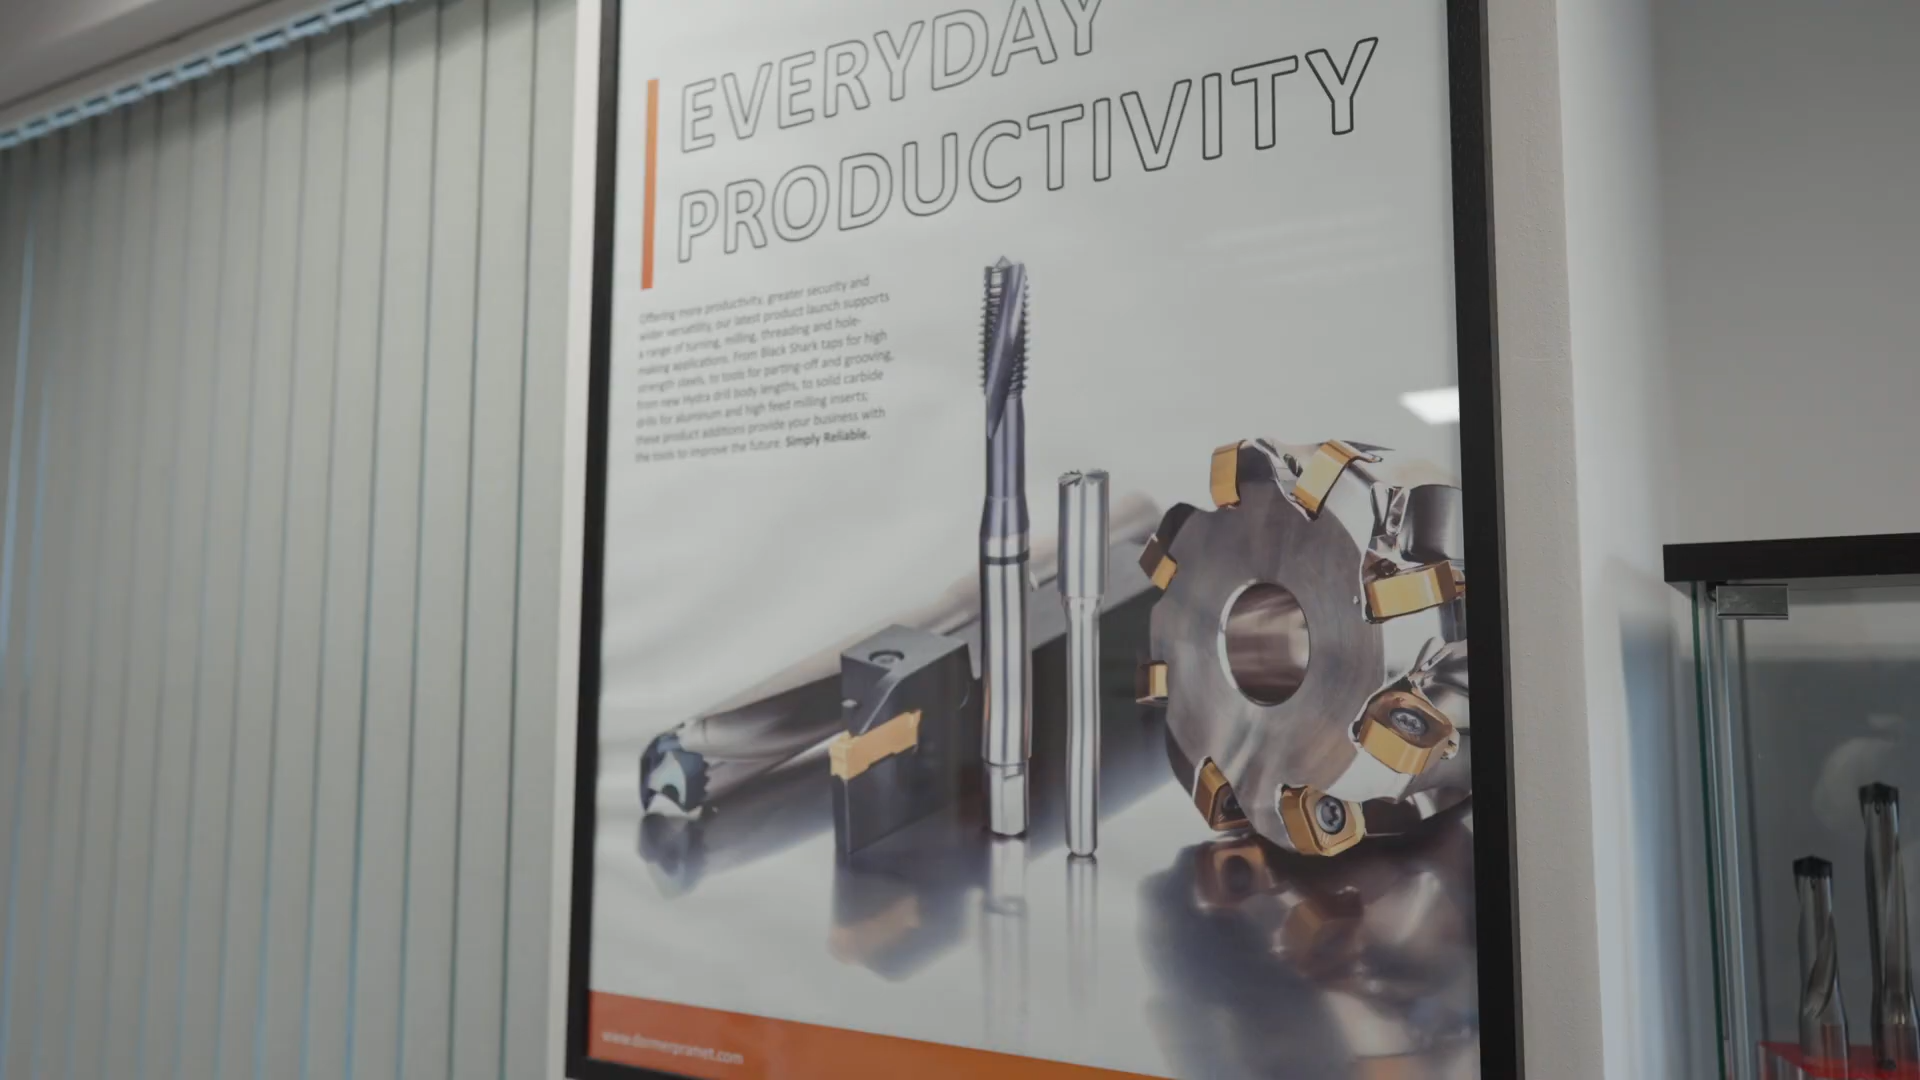 EVERYDAY
PRODUCTIVITY
Offering more productivity, greater security and
wider versatility, our latest product launch supports
a range of turning, milling, threading and hole-
making applications. From Black Shark taps for high
strength steels, to tools for parting-off and grooving,
from new Hydra drill body lengths, to solid carbide
drills for aluminum and high feed milling inserts;
these product additions provide your business with
the tools to improve the future. Simply Reliable.
www.dormerpramet.com